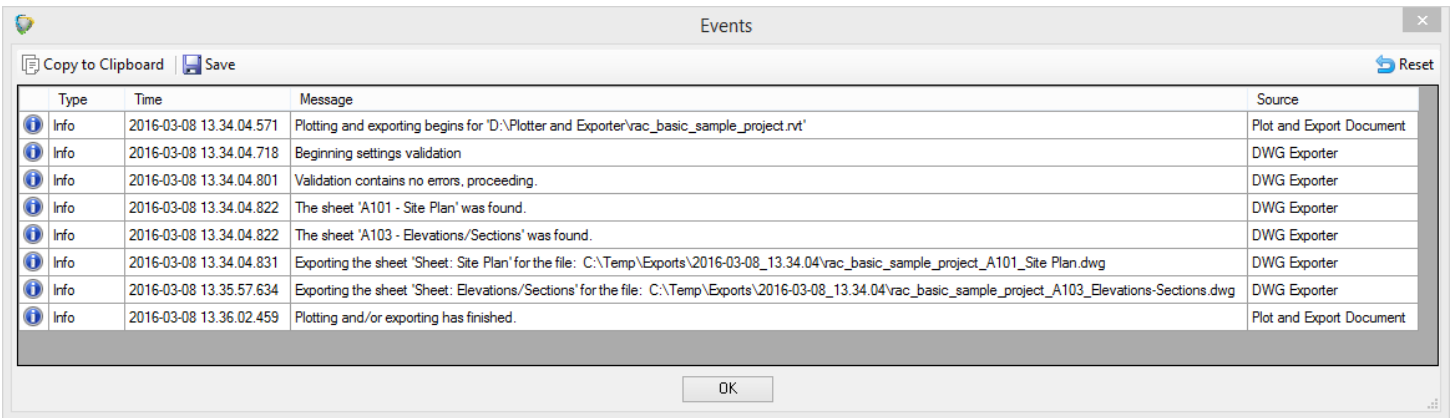 Events
Copy to Clipboard Save Reset
Type Time Message Source
Info 2016-03-08 13.34.04.571 Plotting and exporting begins for 'D:\Plotter and Exporter\rac_basic_sample_project.rvt' Plot and Export Document
Info 2016-03-08 13.34.04.718 Beginning settings validation DWG Exporter
Info 2016-03-08 13.34.04.801 Validation contains no errors, proceeding. DWG Exporter
Info 2016-03-08 13.34.04.822 The sheet 'A101 - Site Plan' was found. DWG Exporter
Info 2016-03-08 13.34.04.822 The sheet 'A103 - Elevations/Sections' was found. DWG Exporter
Info 2016-03-08 13.34.04.831 Exporting the sheet 'Sheet: Site Plan' for the file: C:\Temp\Exports\2016-03-08_13.34.04\rac_basic_sample_project_A101_Site Plan.dwg DWG Exporter
Info 2016-03-08 13.35.57.634 Exporting the sheet 'Sheet: Elevations/Sections' for the file: C:\Temp\Exports\2016-03-08_13.34.04\rac_basic_sample_project_A103_Elevations-Sections.dwg DWG Exporter
Info 2016-03-08 13.36.02.459 Plotting and/or exporting has finished. Plot and Export Document
OK